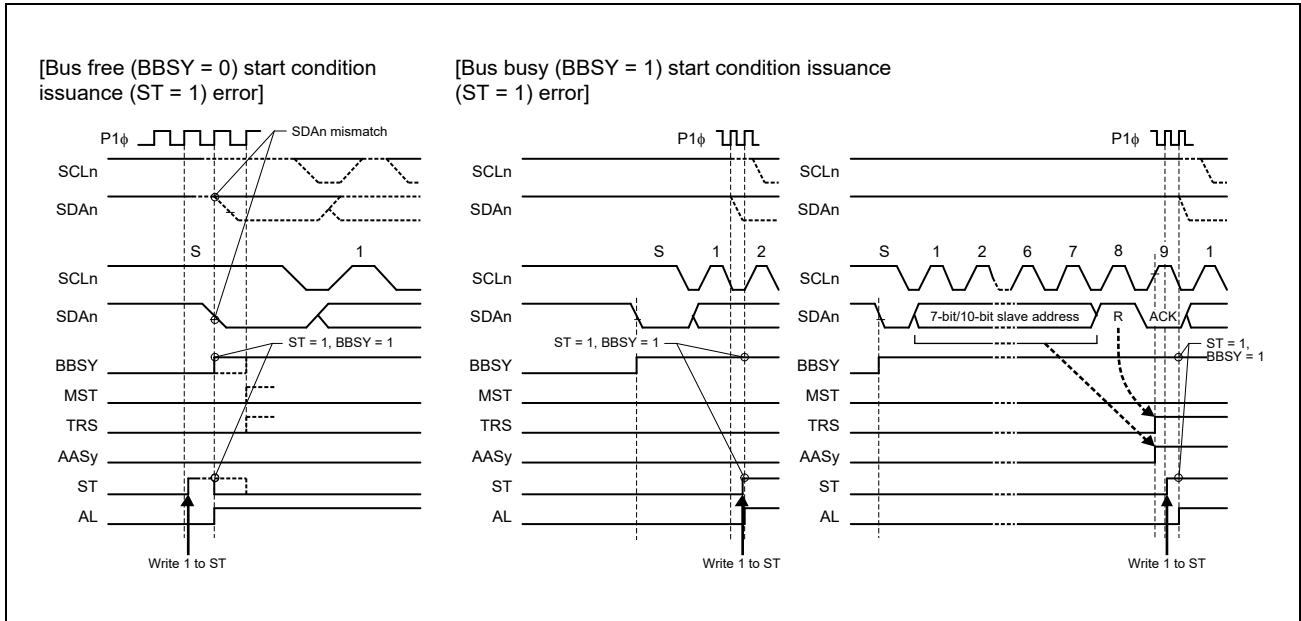 [Bus free (BBSY = 0) start condition
issuance (ST = 1) error]
P1ϕ
SDAn mismatch
SCLn
SDAn
S 1
SCLn
SDAn
ST = 1, BBSY = 1
BBSY
MST
TRS
AASy
ST
AL
Write 1 to ST
[Bus busy (BBSY = 1) start condition issuance
(ST = 1) error]
P1ϕ
SCLn
SDAn
S 1 2
SCLn
SDAn
ST = 1, BBSY = 1
BBSY
MST
TRS
AASy
ST
AL
Write 1 to ST
P1ϕ
SCLn
SDAn
S 1 2 6 7 8 9 1
SCLn
SDAn
7-bit/10-bit slave address R ACK
ST = 1,
BBSY = 1
BBSY
MST
TRS
AASy
ST
AL
Write 1 to ST